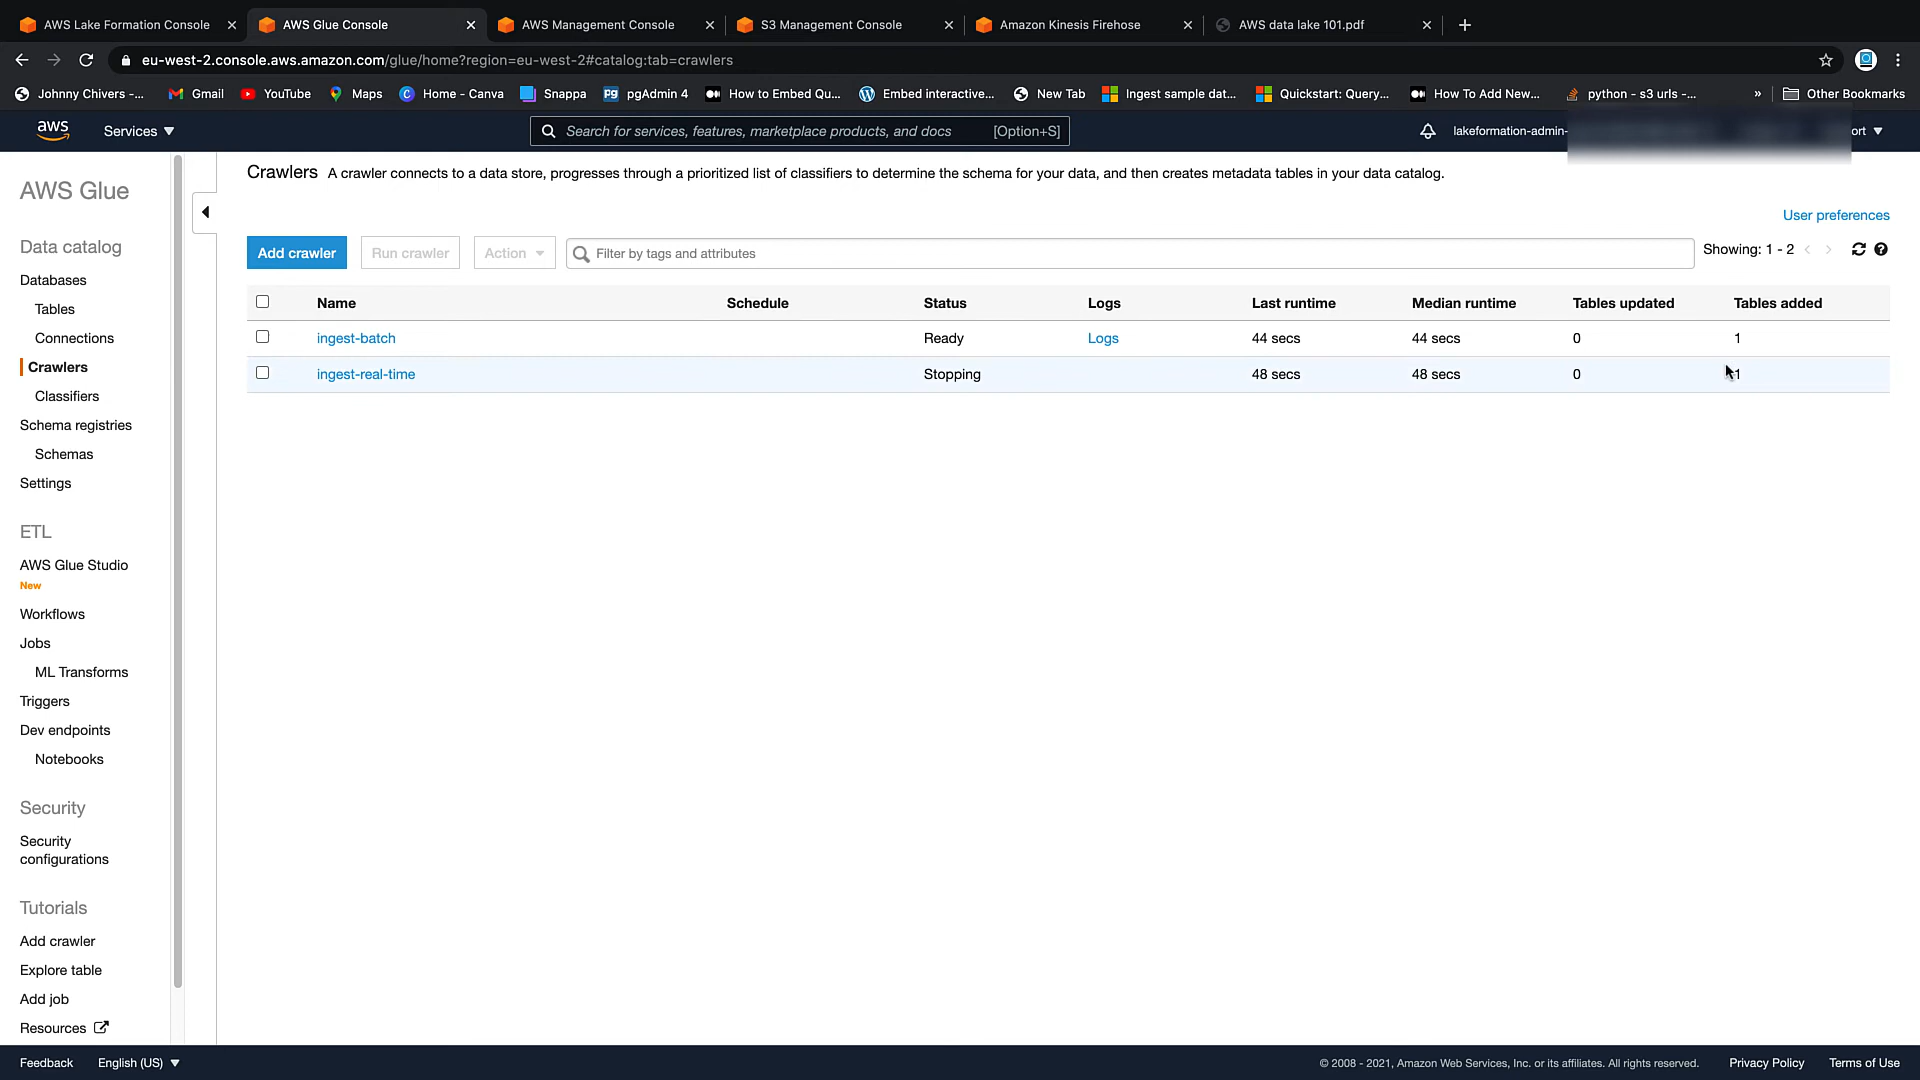 AWS Lake Formation Console
AWS Glue Console
AWS Management Console
S3 Management Console
Amazon Kinesis Firehose
AWS data lake 101.pdf
eu-west-2.console.aws.amazon.com/glue/home?region=eu-west-2#catalog:tab=crawlers
Johnny Chivers -...
Gmail
YouTube
Maps
Home - Canva
Snappa
pgAdmin 4
How to Embed Qu...
Embed interactive...
New Tab
Ingest sample dat...
Quickstart: Query...
How To Add New...
python - s3 urls -...
»
Other Bookmarks
aws
Services
Search for services, features, marketplace products, and docs [Option+S]
lakeformation-admin-
ort
AWS Glue
Data catalog
Databases
Tables
Connections
Crawlers
Classifiers
Schema registries
Schemas
Settings
ETL
AWS Glue Studio
New
Workflows
Jobs
ML Transforms
Triggers
Dev endpoints
Notebooks
Security
Security
configurations
Tutorials
Add crawler
Explore table
Add job
Resources
Crawlers A crawler connects to a data store, progresses through a prioritized list of classifiers to determine the schema for your data, and then creates metadata tables in your data catalog.
User preferences
Add crawler
Run crawler
Action
Filter by tags and attributes
Showing: 1 - 2
Name Schedule Status Logs Last runtime Median runtime Tables updated Tables added
ingest-batch Ready Logs 44 secs 44 secs 0 1
ingest-real-time Stopping 48 secs 48 secs 0 1
Feedback
English (US)
© 2008 - 2021, Amazon Web Services, Inc. or its affiliates. All rights reserved.
Privacy Policy
Terms of Use